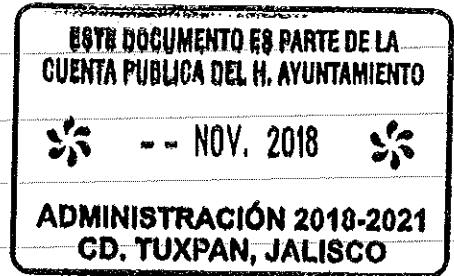 ESTE DOCUMENTO ES PARTE DE LA
CUENTA PUBLICA DEL H. AYUNTAMIENTO
-- NOV. 2018
ADMINISTRACIÓN 2018-2021
CD. TUXPAN, JALISCO